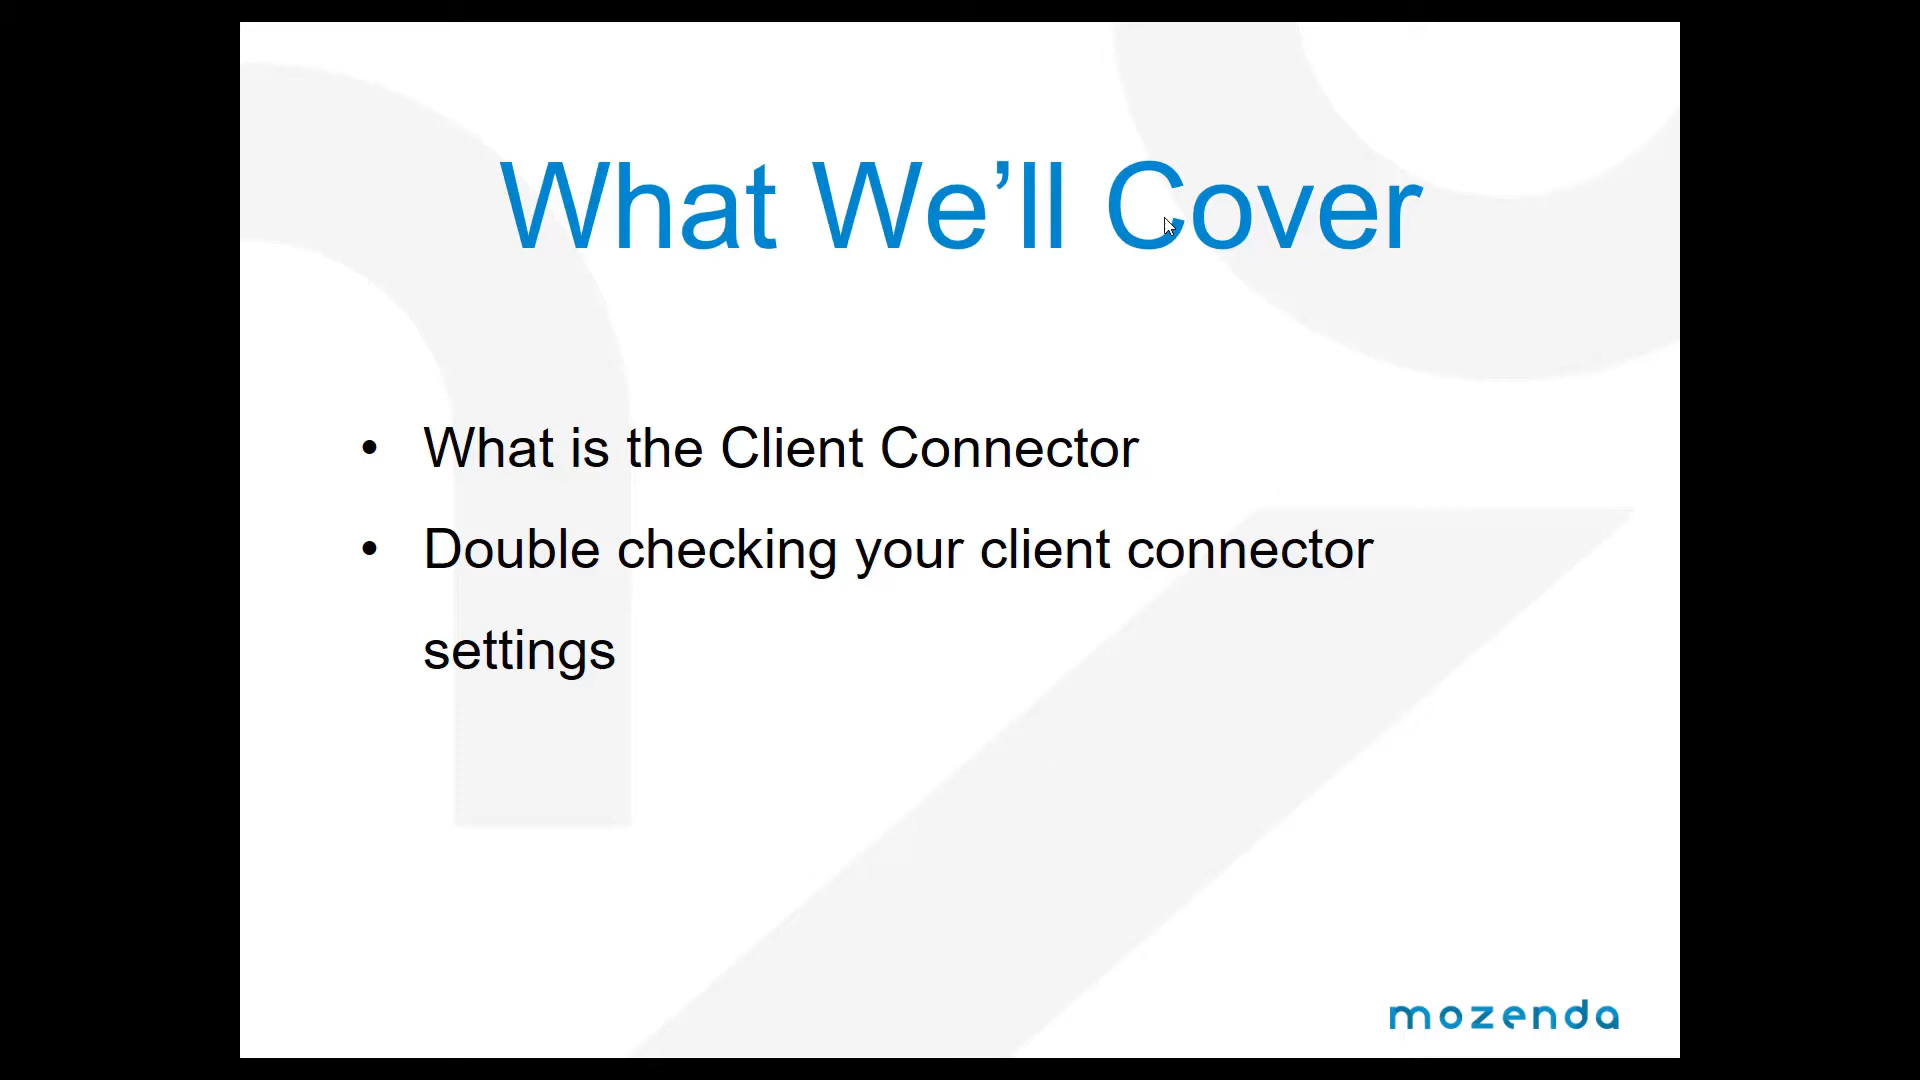 What We’ll Cover
• What is the Client Connector
• Double checking your client connector
settings
mozenda